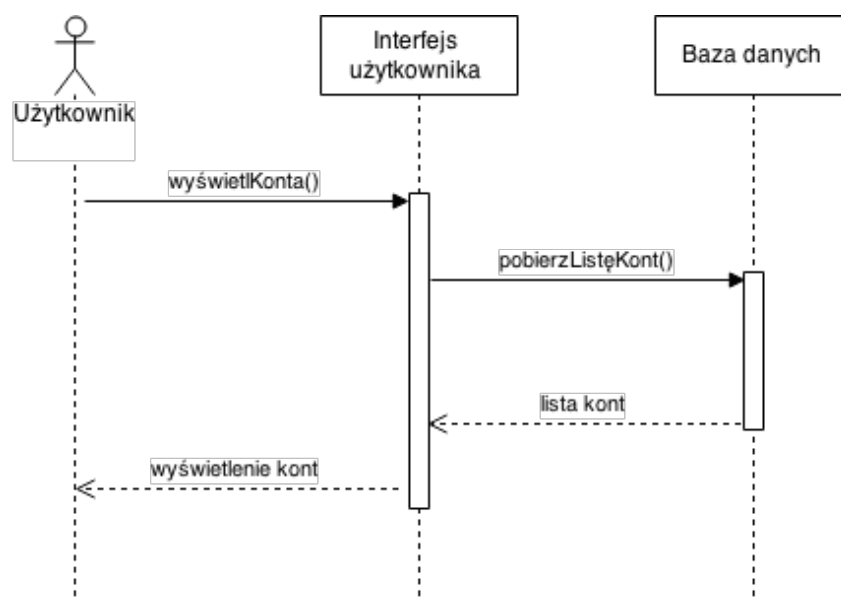 Użytkownik
Interfejs
użytkownika
Baza danych
wyświetlKonta()
pobierzListęKont()
lista kont
wyświetlenie kont